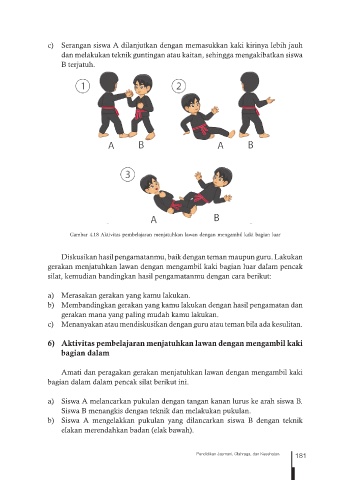 c) Serangan siswa A dilanjutkan dengan memasukkan kaki kirinya lebih jauh
dan melakukan teknik guntingan atau kaitan, sehingga mengakibatkan siswa
B terjatuh.
1 2
A B A B
3
A B
Gambar 4.18 Aktivitas pembelajaran menjatuhkan lawan dengan mengambil kaki bagian luar
Diskusikan hasil pengamatanmu, baik dengan teman maupun guru. Lakukan
gerakan menjatuhkan lawan dengan mengambil kaki bagian luar dalam pencak
silat, kemudian bandingkan hasil pengamatanmu dengan cara berikut:
a) Merasakan gerakan yang kamu lakukan.
b) Membandingkan gerakan yang kamu lakukan dengan hasil pengamatan dan
gerakan mana yang paling mudah kamu lakukan.
c) Menanyakan atau mendiskusikan dengan guru atau teman bila ada kesulitan.
6) Aktivitas pembelajaran menjatuhkan lawan dengan mengambil kaki
bagian dalam
Amati dan peragakan gerakan menjatuhkan lawan dengan mengambil kaki
bagian dalam dalam pencak silat berikut ini.
a) Siswa A melancarkan pukulan dengan tangan kanan lurus ke arah siswa B.
Siswa B menangkis dengan teknik dan melakukan pukulan.
b) Siswa A mengelakkan pukulan yang dilancarkan siswa B dengan teknik
elakan merendahkan badan (elak bawah).
Pendidikan Jasmani, Olahraga, dan Kesehatan 181